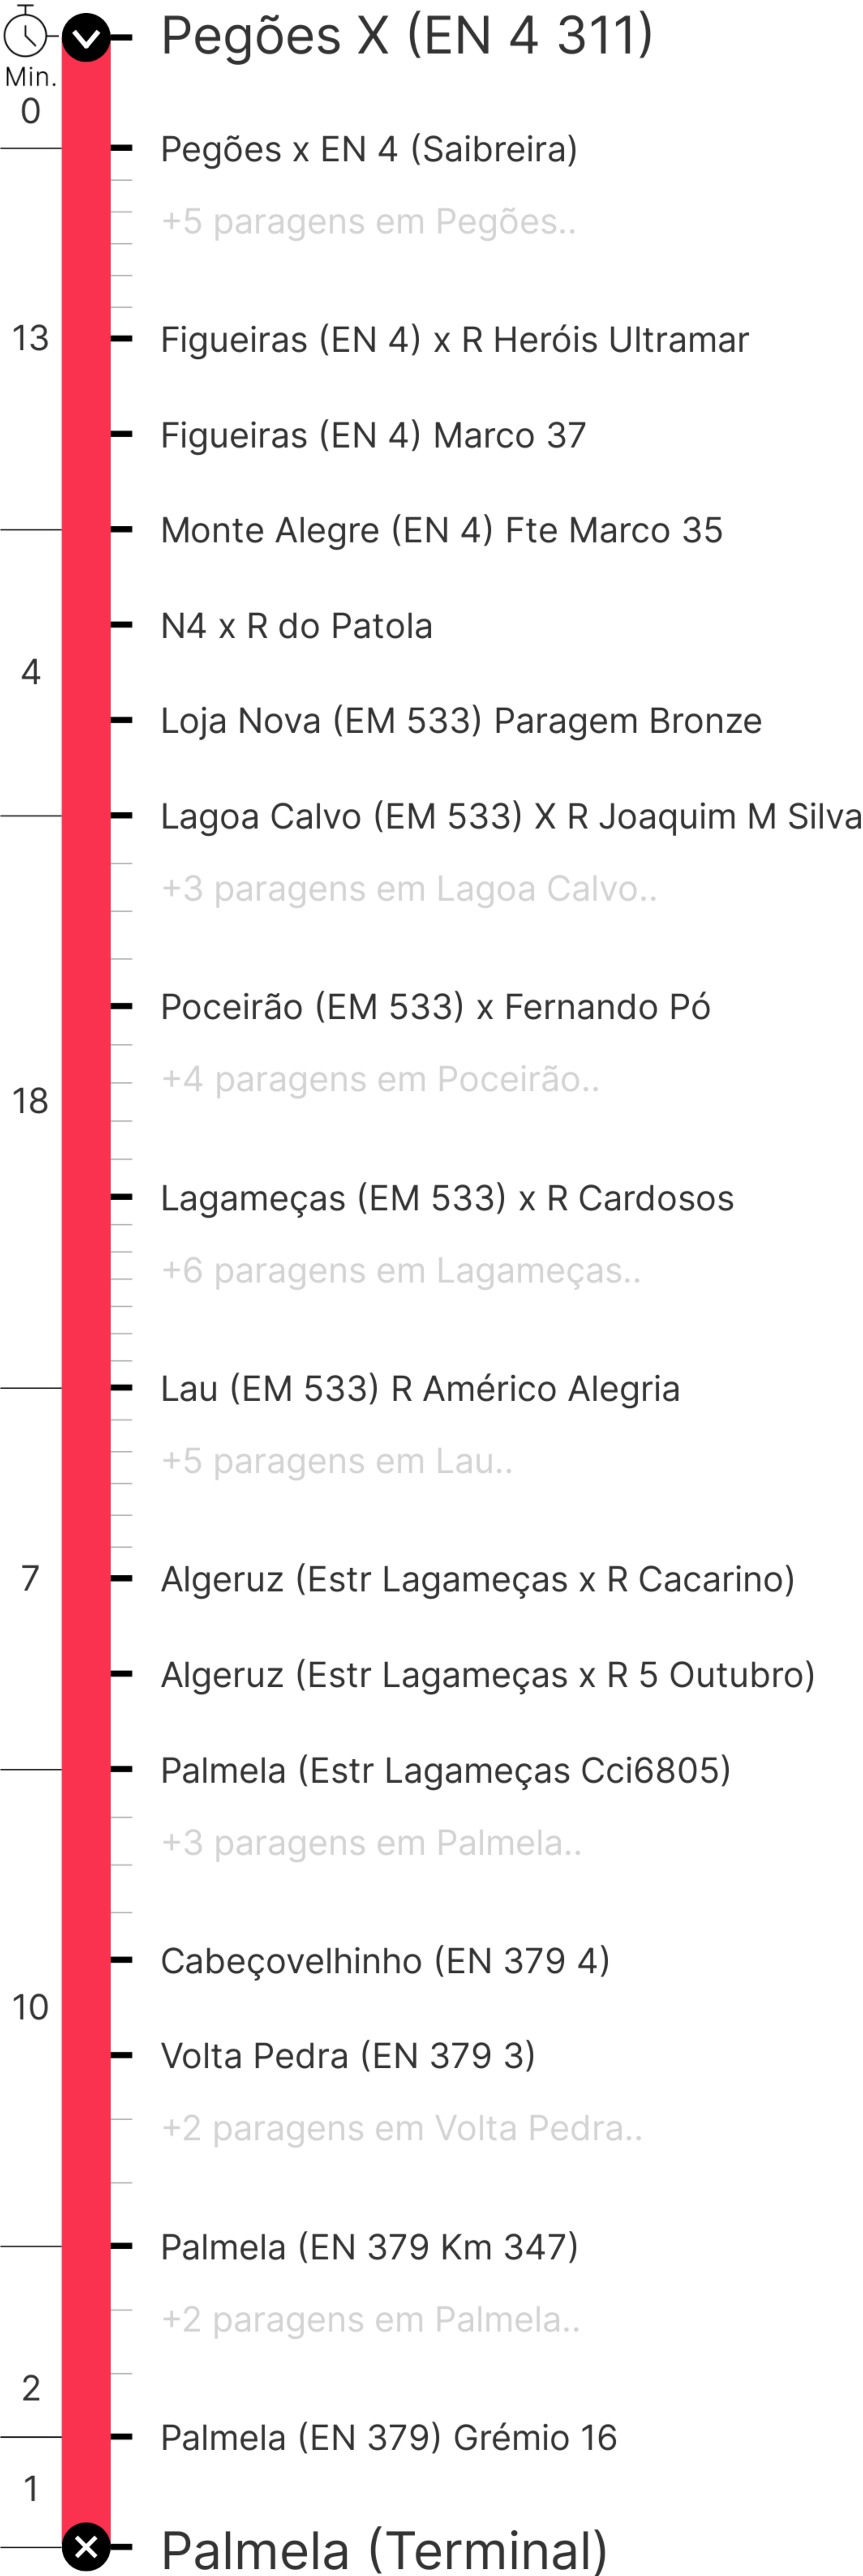 Pegões X (EN 4 311)
Min.
0
Pegões x EN 4 (Saibreira)
+5 paragens em Pegões..
13
Figueiras (EN 4) x R Heróis Ultramar
Figueiras (EN 4) Marco 37
Monte Alegre (EN 4) Fte Marco 35
N4 x R do Patola
4
Loja Nova (EM 533) Paragem Bronze
Lagoa Calvo (EM 533) X R Joaquim M Silva
+3 paragens em Lagoa Calvo..
Poceirão (EM 533) x Fernando Pó
+4 paragens em Poceirão..
18
Lagameças (EM 533) x R Cardosos
+6 paragens em Lagameças..
Lau (EM 533) R Américo Alegria
+5 paragens em Lau..
7
Algeruz (Estr Lagameças x R Cacarino)
Algeruz (Estr Lagameças x R 5 Outubro)
Palmela (Estr Lagameças Cci6805)
+3 paragens em Palmela..
Cabeçovelhinho (EN 379 4)
10
Volta Pedra (EN 379 3)
+2 paragens em Volta Pedra..
Palmela (EN 379 Km 347)
+2 paragens em Palmela..
2
Palmela (EN 379) Grémio 16
1
Palmela (Terminal)